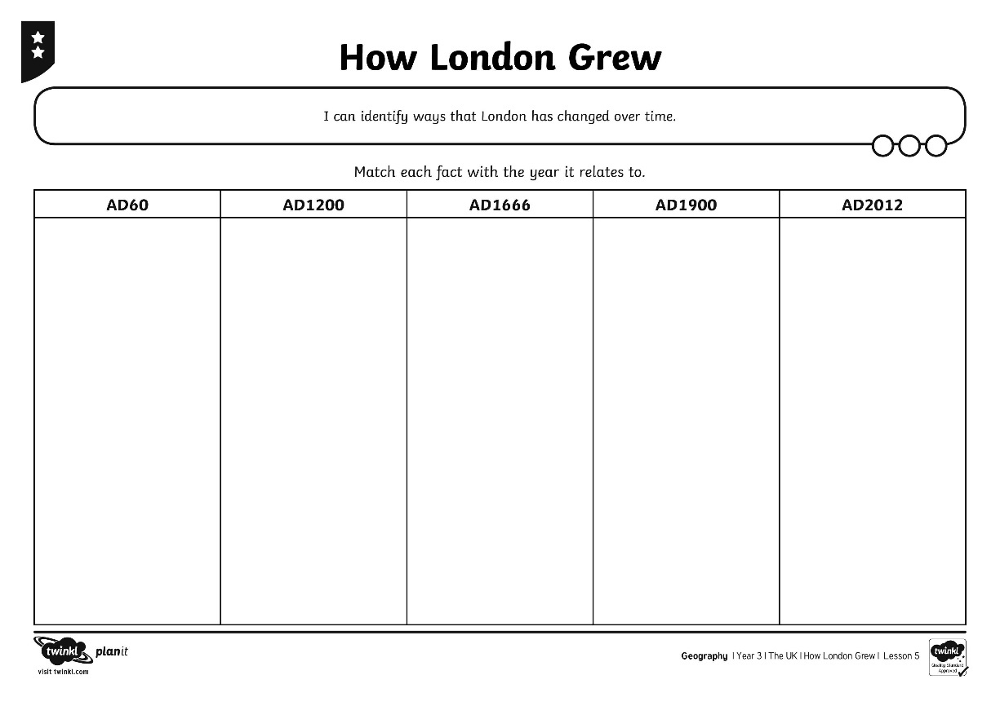 How London Grew
I can identify ways that London has changed over time.
Match each fact with the year it relates to.
AD60
AD1200
AD1666
AD1900
AD2012
twinkl planit
visit twinkl.com
Geography | Year 3 | The UK | How London Grew | Lesson 5
twinkl
Quality Standard
Approved